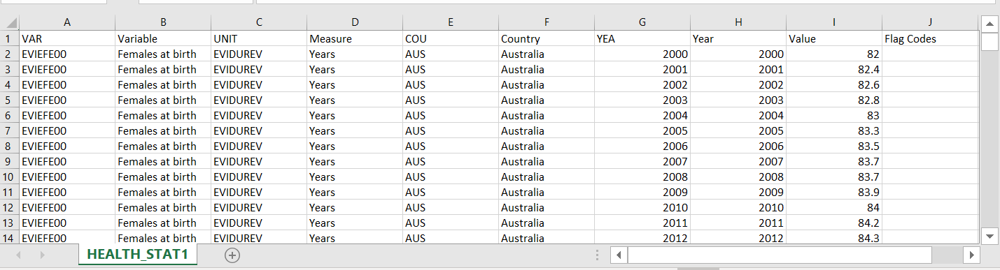 A B C D E F G H I J
1 VAR Variable UNIT Measure COU Country YEA Year Value Flag Codes
2 EVIEFE00 Females at birth EVIDUREV Years AUS Australia 2000 2000 82
3 EVIEFE00 Females at birth EVIDUREV Years AUS Australia 2001 2001 82.4
4 EVIEFE00 Females at birth EVIDUREV Years AUS Australia 2002 2002 82.6
5 EVIEFE00 Females at birth EVIDUREV Years AUS Australia 2003 2003 82.8
6 EVIEFE00 Females at birth EVIDUREV Years AUS Australia 2004 2004 83
7 EVIEFE00 Females at birth EVIDUREV Years AUS Australia 2005 2005 83.3
8 EVIEFE00 Females at birth EVIDUREV Years AUS Australia 2006 2006 83.5
9 EVIEFE00 Females at birth EVIDUREV Years AUS Australia 2007 2007 83.7
10 EVIEFE00 Females at birth EVIDUREV Years AUS Australia 2008 2008 83.7
11 EVIEFE00 Females at birth EVIDUREV Years AUS Australia 2009 2009 83.9
12 EVIEFE00 Females at birth EVIDUREV Years AUS Australia 2010 2010 84
13 EVIEFE00 Females at birth EVIDUREV Years AUS Australia 2011 2011 84.2
14 EVIEFE00 Females at birth EVIDUREV Years AUS Australia 2012 2012 84.3
HEALTH_STAT1